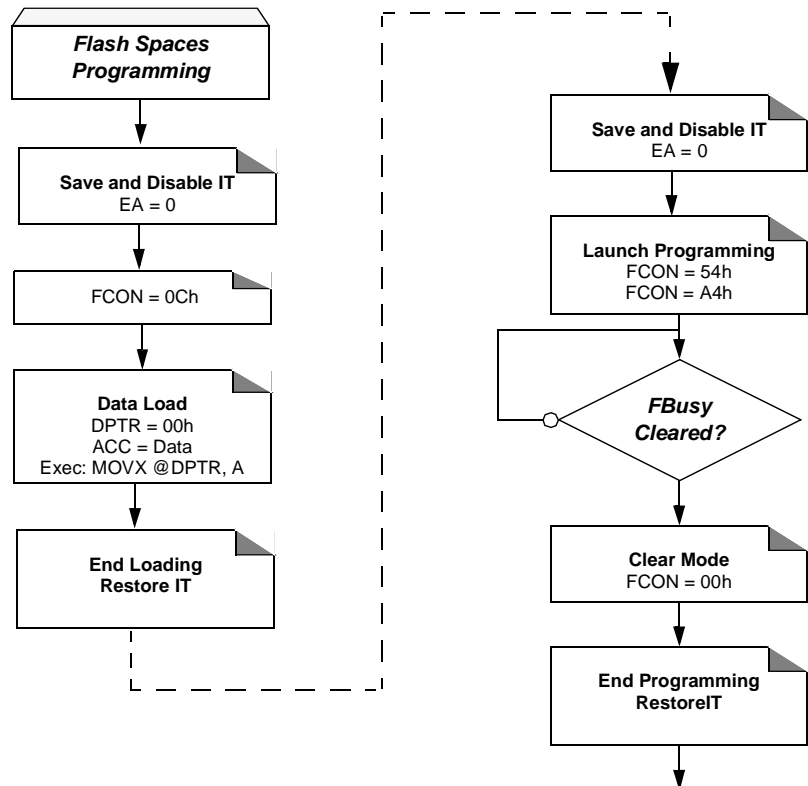 Flash Spaces
Programming
Save and Disable IT
EA = 0
FCON = 0Ch
Data Load
DPTR = 00h
ACC = Data
Exec: MOVX @DPTR, A
End Loading
Restore IT
Save and Disable IT
EA = 0
Launch Programming
FCON = 54h
FCON = A4h
FBusy
Cleared?
Clear Mode
FCON = 00h
End Programming
RestoreIT